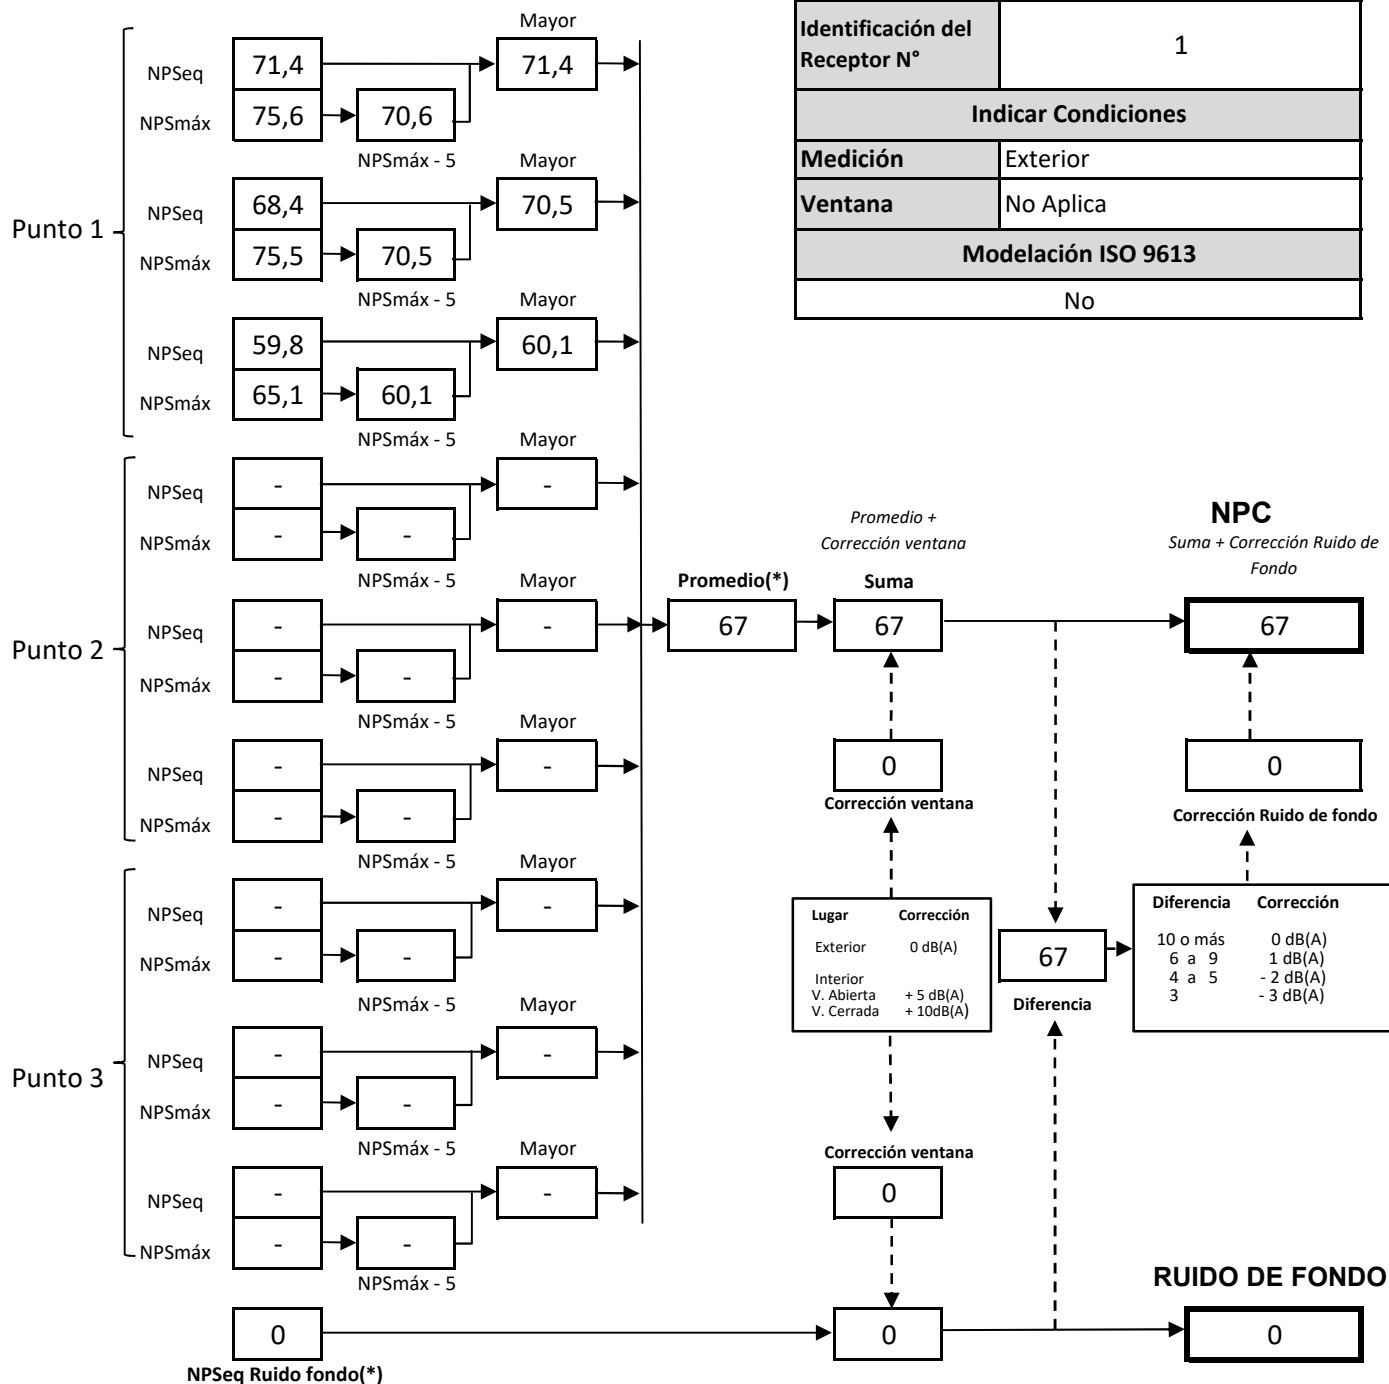 Identificación del
Receptor N°
1
Indicar Condiciones
Medición
Exterior
Ventana
No Aplica
Modelación ISO 9613
No
Punto 1
Mayor
NPSeq
71,4
71,4
NPSmáx
75,6
70,6
NPSmáx - 5
Mayor
NPSeq
68,4
70,5
NPSmáx
75,5
70,5
NPSmáx - 5
Mayor
NPSeq
59,8
60,1
NPSmáx
65,1
60,1
NPSmáx - 5
Punto 2
Mayor
NPSeq
-
-
NPSmáx
-
-
NPSmáx - 5
Mayor
NPSeq
-
-
NPSmáx
-
-
NPSmáx - 5
Mayor
NPSeq
-
-
NPSmáx
-
-
NPSmáx - 5
Punto 3
Mayor
NPSeq
-
-
NPSmáx
-
-
NPSmáx - 5
Mayor
NPSeq
-
-
NPSmáx
-
-
NPSmáx - 5
Mayor
NPSeq
-
-
NPSmáx
-
-
NPSmáx - 5
Promedio(*)
67
Promedio +
Corrección ventana
Suma
67
NPC
Suma + Corrección Ruido de
Fondo
67
0
Corrección ventana
0
Corrección Ruido de fondo
Lugar Corrección
Exterior 0 dB(A)
Interior
V. Abierta + 5 dB(A)
V. Cerrada + 10dB(A)
67
Diferencia
Diferencia Corrección
10 o más 0 dB(A)
6 a 9 1 dB(A)
4 a 5 - 2 dB(A)
3 - 3 dB(A)
Corrección ventana
0
RUIDO DE FONDO
0
0
0
NPSeq Ruido fondo(*)